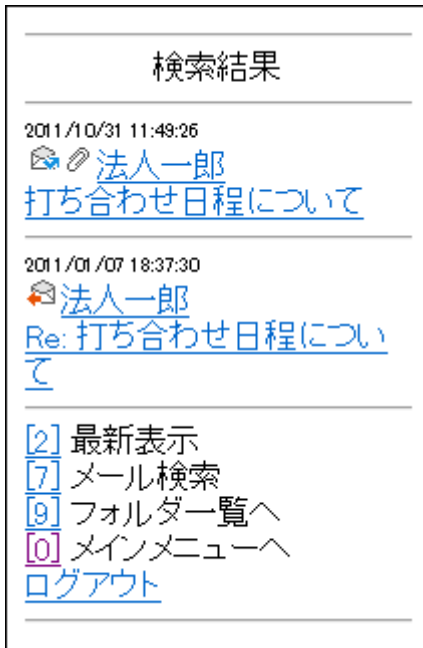 検索結果
2011/10/31 11:49:26
法人一郎
打ち合わせ日程について
2011/01/07 18:37:30
法人一郎
Re: 打ち合わせ日程につい
て
[2] 最新表示
[7] メール検索
[9] フォルダ一覧へ
[0] メインメニューへ
ログアウト